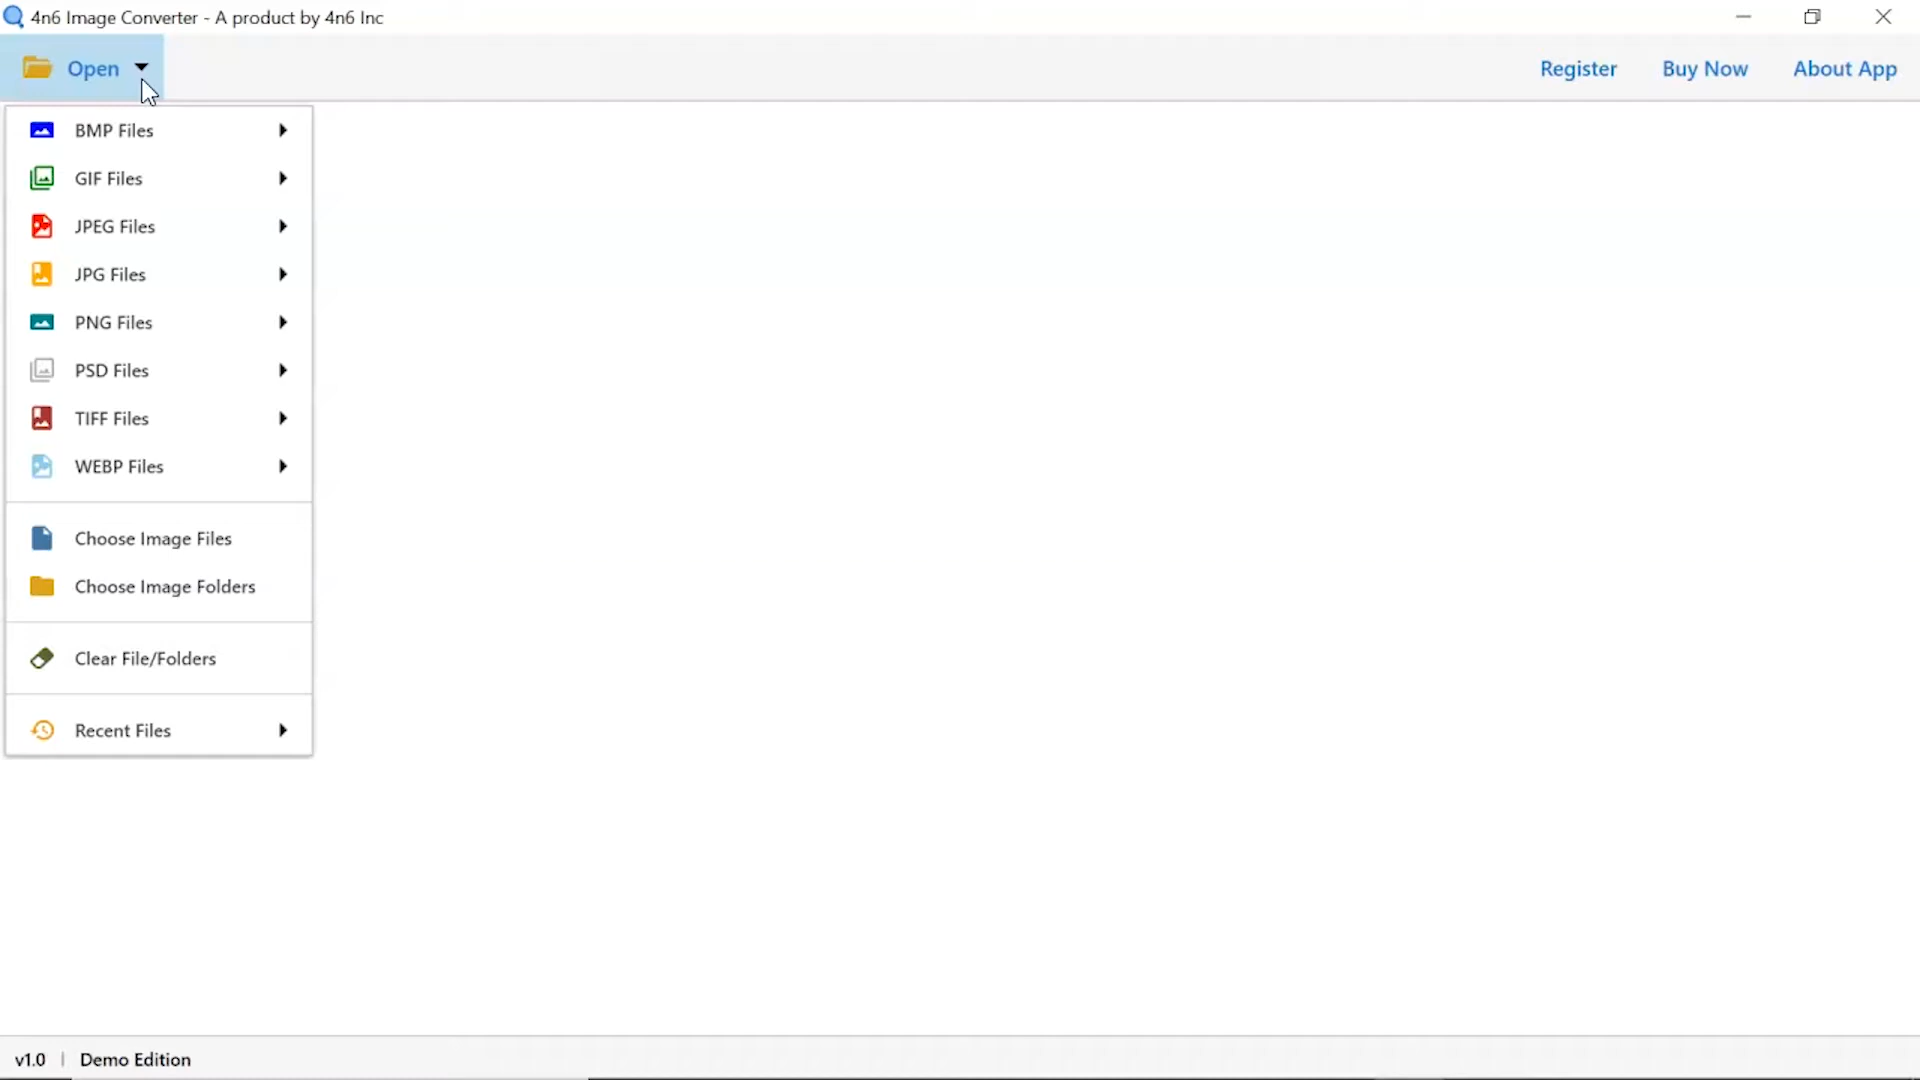 4n6 Image Converter - A product by 4n6 Inc
Open
Register
Buy Now
About App
BMP Files
GIF Files
JPEG Files
JPG Files
PNG Files
PSD Files
TIFF Files
WEBP Files
Choose Image Files
Choose Image Folders
Clear File/Folders
Recent Files
v1.0 | Demo Edition